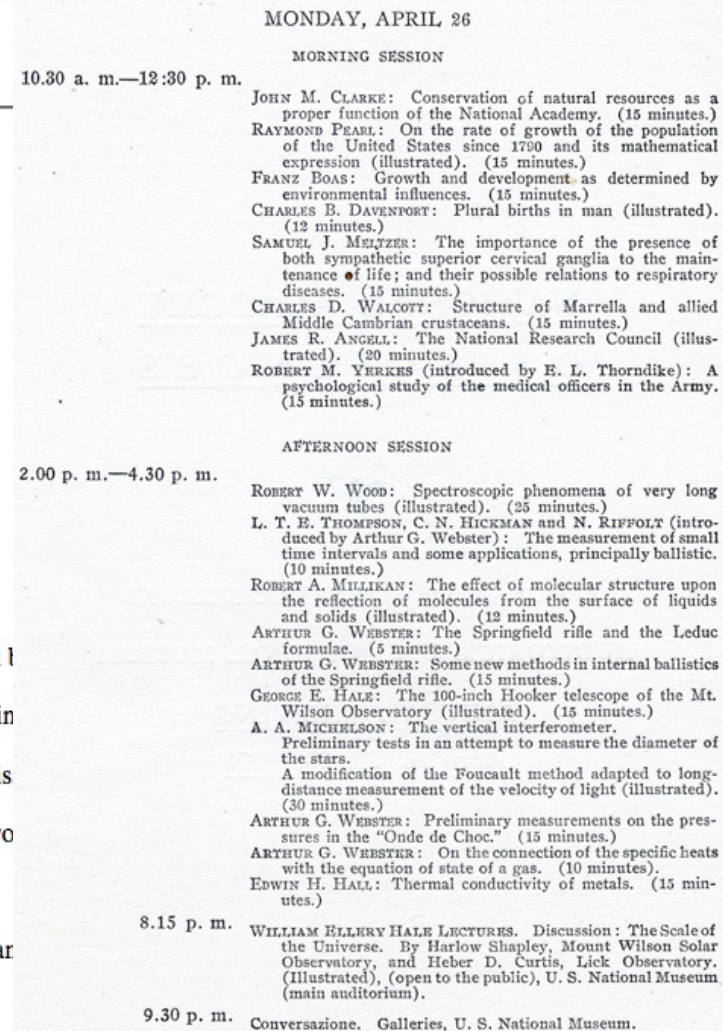 MONDAY, APRIL 26
MORNING SESSION
10.30 a. m.—12:30 p. m.
JOHN M. CLARKE: Conservation of natural resources as a
proper function of the National Academy. (15 minutes.)
RAYMOND PEARL: On the rate of growth of the population
of the United States since 1790 and its mathematical
expression (illustrated). (15 minutes.)
FRANZ BOAS: Growth and development as determined by
environmental influences. (15 minutes.)
CHARLES B. DAVENPORT: Plural births in man (illustrated).
(12 minutes.)
SAMUEL J. MELTZER: The importance of the presence of
both sympathetic superior cervical ganglia to the main-
tenance of life; and their possible relations to respiratory
diseases. (15 minutes.)
CHARLES D. WALCOTT: Structure of Marrella and allied
Middle Cambrian crustaceans. (15 minutes.)
JAMES R. ANGELL: The National Research Council (illus-
trated). (20 minutes.)
ROBERT M. YERKES (introduced by E. L. Thorndike): A
psychological study of the medical officers in the Army.
(15 minutes.)
AFTERNOON SESSION
2.00 p. m.—4.30 p. m.
ROBERT W. WOOD: Spectroscopic phenomena of very long
vacuum tubes (illustrated). (25 minutes.)
L. T. E. THOMPSON, C. N. HICKMAN and N. RIFFOLT (intro-
duced by Arthur G. Webster): The measurement of small
time intervals and some applications, principally ballistic.
(10 minutes.)
ROBERT A. MILLIKAN: The effect of molecular structure upon
the reflection of molecules from the surface of liquids
and solids (illustrated). (12 minutes.)
ARTHUR G. WEBSTER: The Springfield rifle and the Leduc
formulae. (5 minutes.)
ARTHUR G. WEBSTER: Some new methods in internal ballistics
of the Springfield rifle. (15 minutes.)
GEORGE E. HALE: The 100-inch Hooker telescope of the Mt.
Wilson Observatory (illustrated). (15 minutes.)
A. A. MICHELSON: The vertical interferometer.
Preliminary tests in an attempt to measure the diameter of
the stars.
A modification of the Foucault method adapted to long-
distance measurement of the velocity of light (illustrated).
(30 minutes.)
ARTHUR G. WEBSTER: Preliminary measurements on the pres-
sures in the "Onde de Choc." (15 minutes.)
ARTHUR G. WEBSTER: On the connection of the specific heats
with the equation of state of a gas. (10 minutes).
EDWIN H. HALL: Thermal conductivity of metals. (15 min-
utes.)
8.15 p. m.
WILLIAM ELLERY HALE LECTURES. Discussion: The Scale of
the Universe. By Harlow Shapley, Mount Wilson Solar
Observatory, and Heber D. Curtis, Lick Observatory.
(Illustrated), (open to the public), U. S. National Museum
(main auditorium).
9.30 p. m.
Conversazione. Galleries, U. S. National Museum.